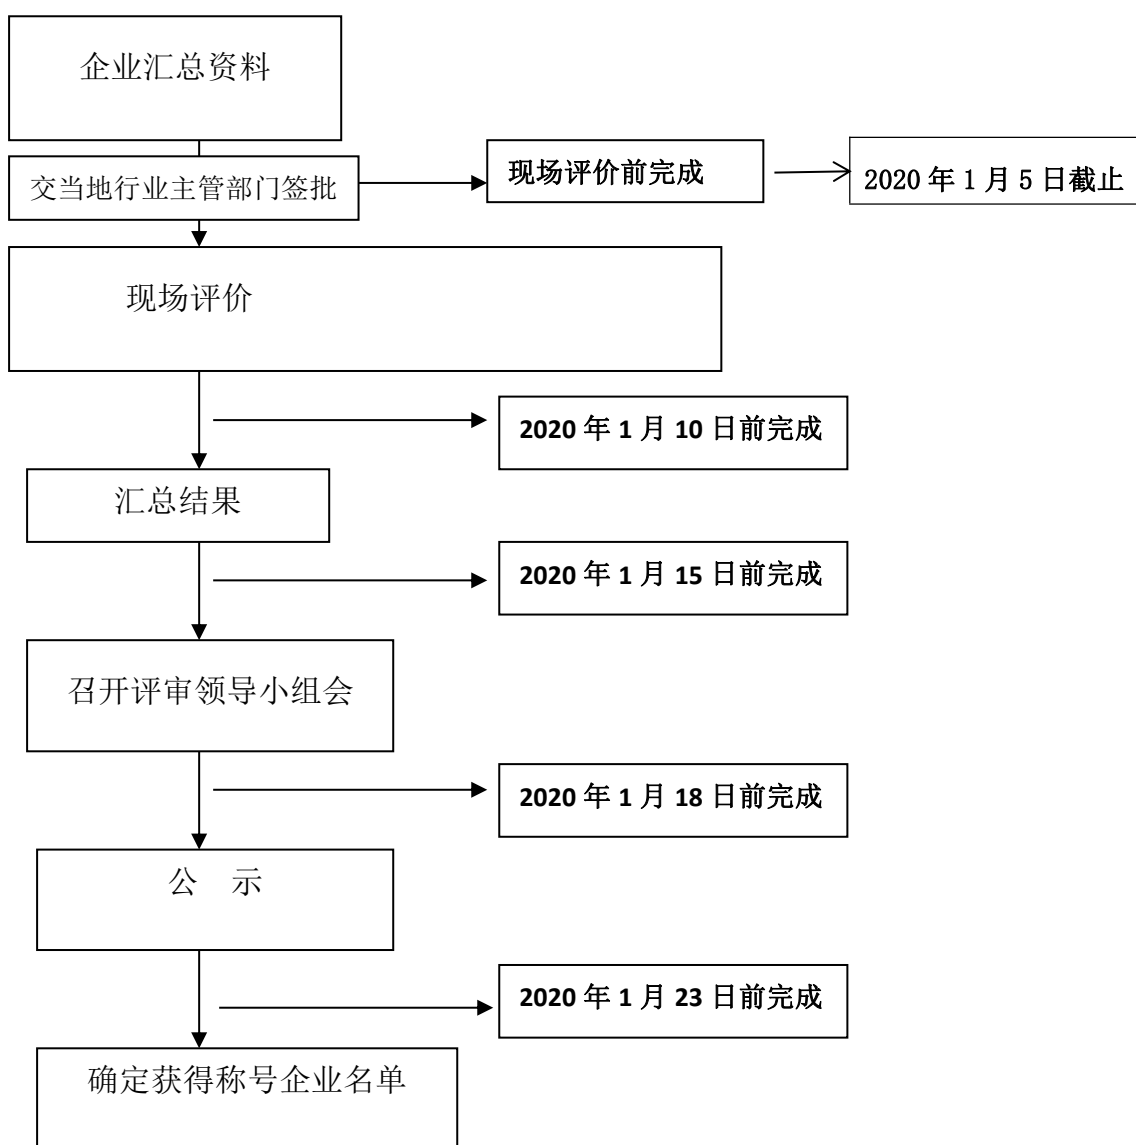 企业汇总资料
交当地行业主管部门签批
现场评价前完成
2020 年 1 月 5 日截止
现场评价
2020 年 1 月 10 日前完成
汇总结果
2020 年 1 月 15 日前完成
召开评审领导小组会
2020 年 1 月 18 日前完成
公 示
2020 年 1 月 23 日前完成
确定获得称号企业名单